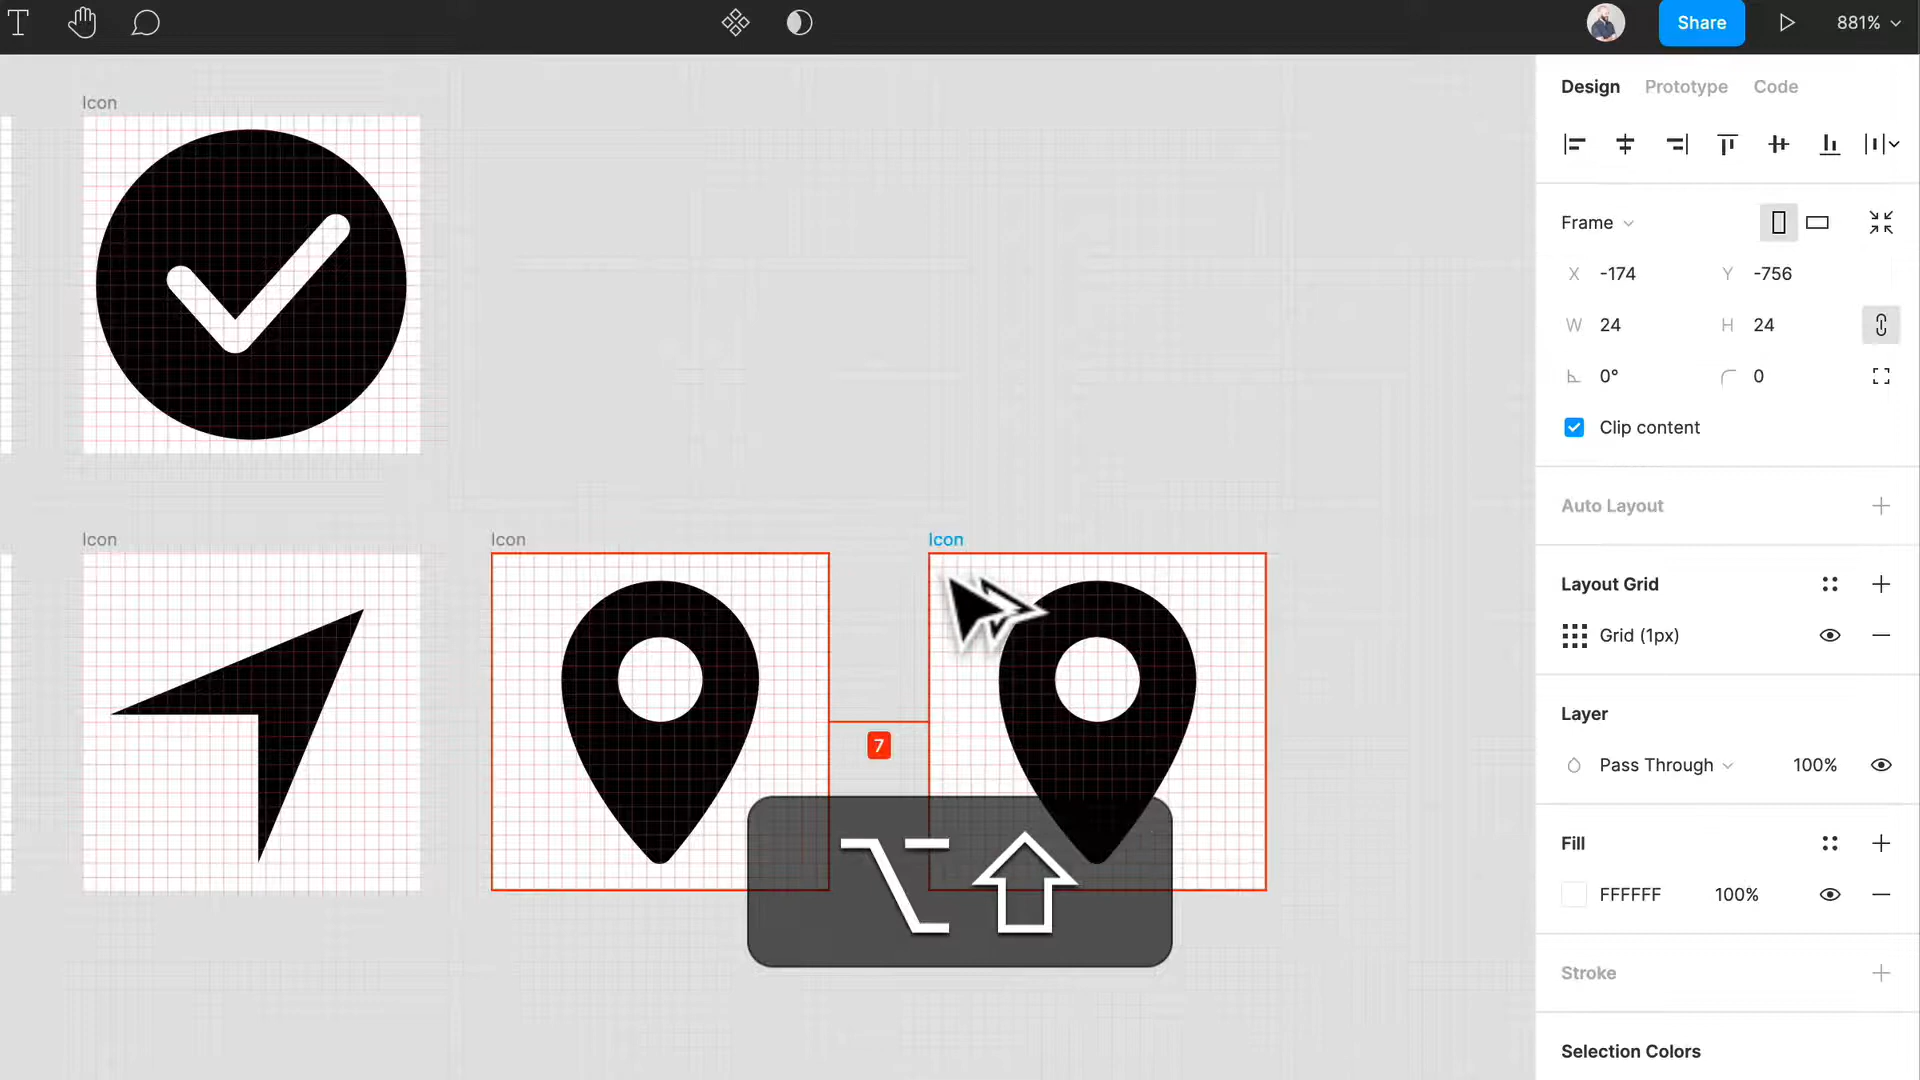 Share
881%
Design Prototype Code
Icon
Frame
X -174 Y -756
W 24 H 24
0° 0
Clip content
Auto Layout
Icon
Icon
Icon
Layout Grid
Grid (1px)
Layer
7
Pass Through 100%
Fill
FFFFFF 100%
Stroke
Selection Colors